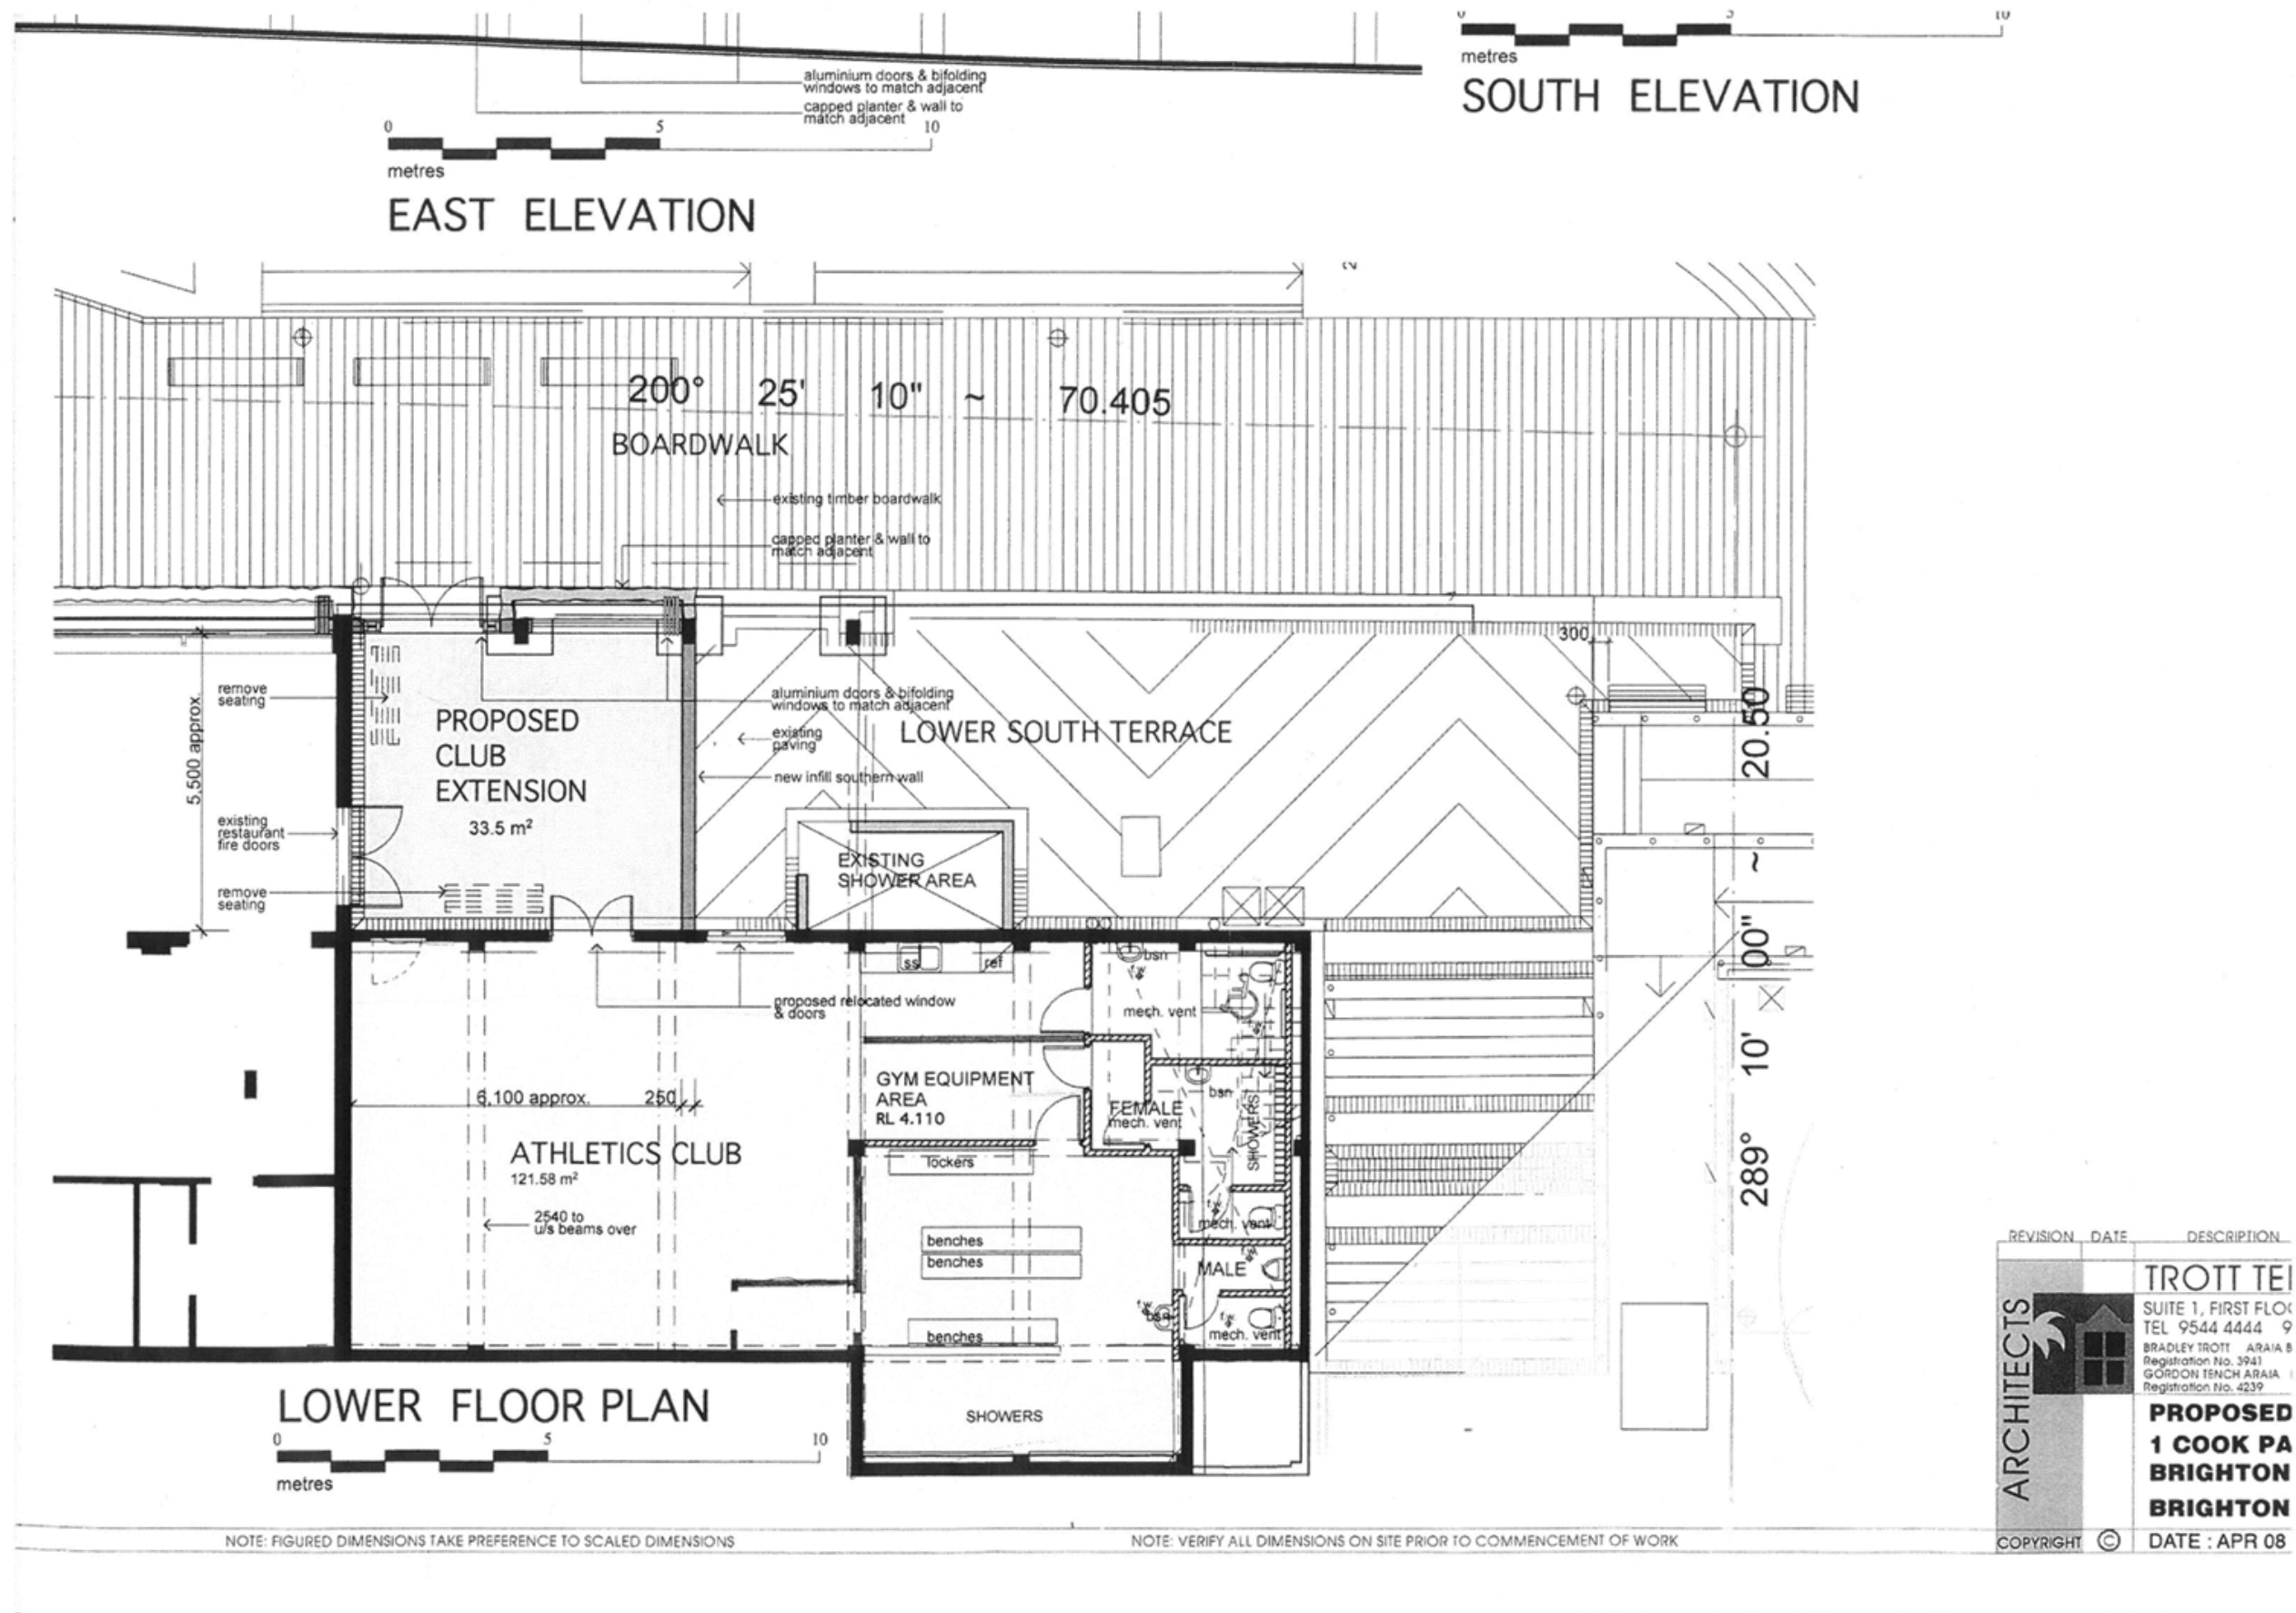 0 5 10
metres
SOUTH ELEVATION
aluminium doors & bifolding
windows to match adjacent
capped planter & wall to
match adjacent
0 5 10
metres
EAST ELEVATION
200° 25' 10" ~ 70.405
BOARDWALK
existing timber boardwalk
capped planter & wall to
match adjacent
300
remove
seating
5,500 approx.
PROPOSED
CLUB
EXTENSION
33.5 m²
aluminium doors & bifolding
windows to match adjacent
existing
paving
LOWER SOUTH TERRACE
new infill southern wall
existing
restaurant
fire doors
remove
seating
EXISTING
SHOWER AREA
289° 10' 00" ~ 20.50
ss
ref
bsn
f.w.
mech. vent
proposed relocated window
& doors
6,100 approx. 250
GYM EQUIPMENT
AREA
RL 4.110
FEMALE
mech. vent
bsn
SHOWERS
ATHLETICS CLUB
121.58 m²
lockers
2540 to
u/s beams over
benches
benches
benches
mech. vent
MALE
f.w.
bsn
f.w.
mech. vent
SHOWERS
LOWER FLOOR PLAN
0 5 10
metres
NOTE: FIGURED DIMENSIONS TAKE PREFERENCE TO SCALED DIMENSIONS
NOTE: VERIFY ALL DIMENSIONS ON SITE PRIOR TO COMMENCEMENT OF WORK
REVISION DATE DESCRIPTION
ARCHITECTS
TROTT TE
SUITE 1, FIRST FLO
TEL 9544 4444 9
BRADLEY TROTT ARAIA B
Registration No. 3941
GORDON TENCH ARAIA
Registration No. 4239
PROPOSED
1 COOK PA
BRIGHTON
BRIGHTON
COPYRIGHT © DATE : APR 08